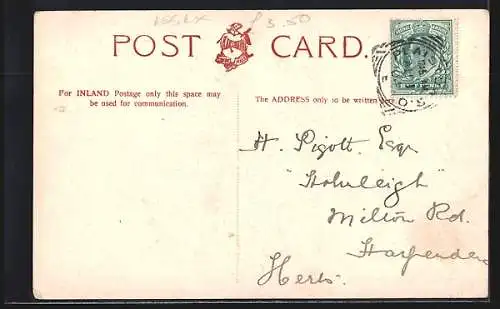 £3.50
POST CARD.
For INLAND Postage only this space may
be used for communication.
The ADDRESS only to be written
H. Pigott. Esqr
"Holmleigh"
Milton Rd.
Harpenden
Herts.